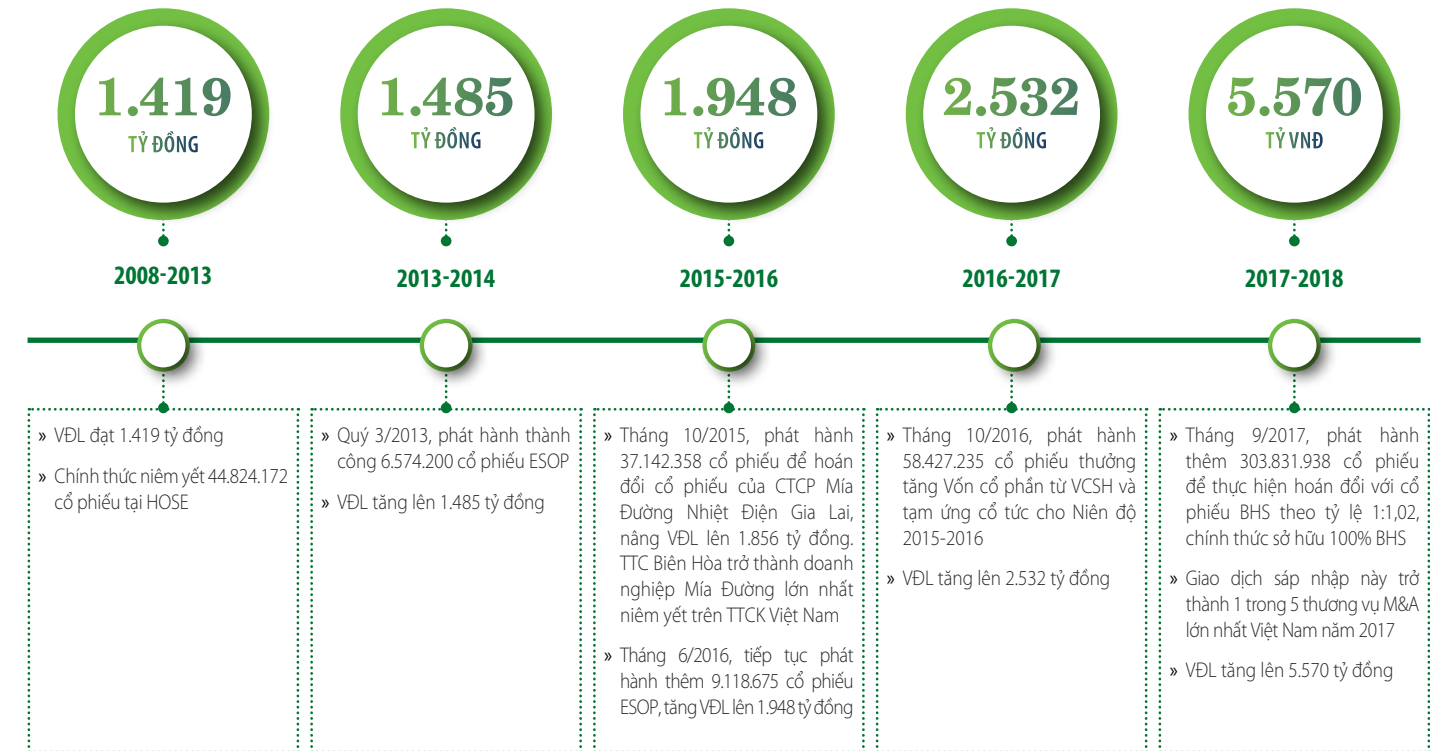 1.419
TỶ ĐỒNG
1.485
TỶ ĐỒNG
1.948
TỶ ĐỒNG
2.532
TỶ ĐỒNG
5.570
TỶ VNĐ
2008-2013
2013-2014
2015-2016
2016-2017
2017-2018
» VĐL đạt 1.419 tỷ đồng
» Chính thức niêm yết 44.824.172
cổ phiếu tại HOSE
» Quý 3/2013, phát hành thành
công 6.574.200 cổ phiếu ESOP
» VĐL tăng lên 1.485 tỷ đồng
» Tháng 10/2015, phát hành
37.142.358 cổ phiếu để hoán
đổi cổ phiếu của CTCP Mía
Đường Nhiệt Điện Gia Lai,
nâng VĐL lên 1.856 tỷ đồng.
TTC Biên Hòa trở thành doanh
nghiệp Mía Đường lớn nhất
niêm yết trên TTCK Việt Nam
» Tháng 6/2016, tiếp tục phát
hành thêm 9.118.675 cổ phiếu
ESOP, tăng VĐL lên 1.948 tỷ đồng
» Tháng 10/2016, phát hành
58.427.235 cổ phiếu thưởng
tăng Vốn cổ phần từ VCSH và
tạm ứng cổ tức cho Niên độ
2015-2016
» VĐL tăng lên 2.532 tỷ đồng
» Tháng 9/2017, phát hành
thêm 303.831.938 cổ phiếu
để thực hiện hoán đổi với cổ
phiếu BHS theo tỷ lệ 1:1,02,
chính thức sở hữu 100% BHS
» Giao dịch sáp nhập này trở
thành 1 trong 5 thương vụ M&A
lớn nhất Việt Nam năm 2017
» VĐL tăng lên 5.570 tỷ đồng